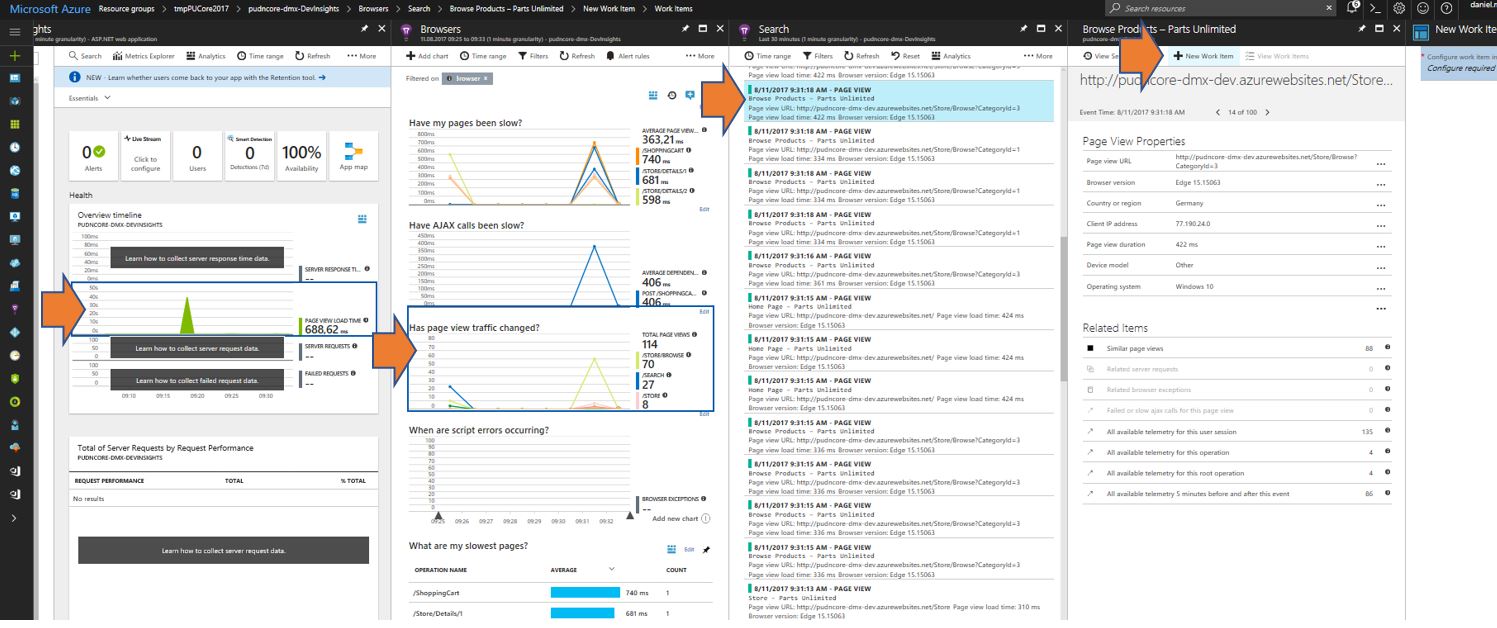 Microsoft Azure Resource groups > tmpPUCore2017 > pudncore-dmx-DevInsights > Browsers > Search > Browse Products – Parts Unlimited > New Work Item > Work Items
Search resources
6
daniel.n
ights
- ASP.NET web application
Search Metrics Explorer Analytics Time range Refresh More
NEW - Learn whether users come back to your app with the Retention tool. →
Essentials
0
Alerts
Live Stream
Click to
configure
0
Users
Smart Detection
0
Detections (7d)
100%
Availability
App map
Health
Overview timeline
PUDNCORE-DMX-DEVINSIGHTS
100ms
80ms
60ms
40ms
20ms
0ms
Learn how to collect server response time data.
SERVER RESPONSE TI...
--
50s
40s
30s
20s
10s
0s
PAGE VIEW LOAD TIME
688,62 ms
100
50
0
Learn how to collect server request data.
SERVER REQUESTS
--
100
50
0
Learn how to collect failed request data.
FAILED REQUESTS
--
09:10 09:20 09:25 09:30
Total of Server Requests by Request Performance
PUDNCORE-DMX-DEVINSIGHTS
REQUEST PERFORMANCE TOTAL % TOTAL
No results
Learn how to collect server request data.
Browsers
11.08.2017 09:25 to 09:33 (1 minute granularity) - pudncore-dmx-DevInsights
Add chart Time range Filters Refresh Alert rules More
Filtered on browser x
Have my pages been slow?
800ms
700ms
600ms
500ms
400ms
300ms
200ms
100ms
0ms
AVERAGE PAGE VIEW...
363,21 ms
/SHOPPINGCART
740 ms
/STORE/DETAILS/1
681 ms
/STORE/DETAILS/2
598 ms
Edit
Have AJAX calls been slow?
450ms
400ms
350ms
300ms
250ms
200ms
150ms
100ms
50ms
0ms
AVERAGE DEPENDEN...
406 ms
POST /SHOPPINGCA...
406 ms
Edit
Has page view traffic changed?
80
70
60
50
40
30
20
10
0
TOTAL PAGE VIEWS
114
/STORE/BROWSE
70
/SEARCH
27
/STORE
8
Edit
When are script errors occurring?
100
90
80
70
60
50
40
30
20
10
0
BROWSER EXCEPTIONS
--
09:25 09:26 09:27 09:28 09:29 09:30 09:31 09:32
Add new chart
What are my slowest pages?
Edit
OPERATION NAME AVERAGE COUNT
/ShoppingCart 740 ms 1
/Store/Details/1 681 ms 1
Search
Last 30 minutes (1 minute granularity) - pudncore-dmx-DevInsights
Time range Filters Refresh Reset Analytics More
Page view load time: 422 ms Browser version: Edge 15.15063
8/11/2017 9:31:18 AM - PAGE VIEW
Browse Products - Parts Unlimited
Page view URL: http://pudncore-dmx-dev.azurewebsites.net/Store/Browse?CategoryId=3
Page view load time: 422 ms Browser version: Edge 15.15063
8/11/2017 9:31:18 AM - PAGE VIEW
Browse Products - Parts Unlimited
Page view URL: http://pudncore-dmx-dev.azurewebsites.net/Store/Browse?CategoryId=1
Page view load time: 334 ms Browser version: Edge 15.15063
8/11/2017 9:31:18 AM - PAGE VIEW
Browse Products - Parts Unlimited
Page view URL: http://pudncore-dmx-dev.azurewebsites.net/Store/Browse?CategoryId=1
Page view load time: 334 ms Browser version: Edge 15.15063
8/11/2017 9:31:18 AM - PAGE VIEW
Browse Products - Parts Unlimited
Page view URL: http://pudncore-dmx-dev.azurewebsites.net/Store/Browse?CategoryId=1
Page view load time: 334 ms Browser version: Edge 15.15063
8/11/2017 9:31:16 AM - PAGE VIEW
Browse Products - Parts Unlimited
Page view URL: http://pudncore-dmx-dev.azurewebsites.net/Store/Browse?CategoryId=3
Page view load time: 361 ms Browser version: Edge 15.15063
8/11/2017 9:31:15 AM - PAGE VIEW
Home Page - Parts Unlimited
Page view URL: http://pudncore-dmx-dev.azurewebsites.net/ Page view load time: 424 ms
Browser version: Edge 15.15063
8/11/2017 9:31:15 AM - PAGE VIEW
Home Page - Parts Unlimited
Page view URL: http://pudncore-dmx-dev.azurewebsites.net/ Page view load time: 424 ms
Browser version: Edge 15.15063
8/11/2017 9:31:15 AM - PAGE VIEW
Home Page - Parts Unlimited
Page view URL: http://pudncore-dmx-dev.azurewebsites.net/ Page view load time: 424 ms
Browser version: Edge 15.15063
8/11/2017 9:31:15 AM - PAGE VIEW
Browse Products - Parts Unlimited
Page view URL: http://pudncore-dmx-dev.azurewebsites.net/Store/Browse?CategoryId=3
Page view load time: 336 ms Browser version: Edge 15.15063
8/11/2017 9:31:15 AM - PAGE VIEW
Browse Products - Parts Unlimited
Page view URL: http://pudncore-dmx-dev.azurewebsites.net/Store/Browse?CategoryId=3
Page view load time: 336 ms Browser version: Edge 15.15063
8/11/2017 9:31:15 AM - PAGE VIEW
Browse Products - Parts Unlimited
Page view URL: http://pudncore-dmx-dev.azurewebsites.net/Store/Browse?CategoryId=3
Page view load time: 336 ms Browser version: Edge 15.15063
8/11/2017 9:31:15 AM - PAGE VIEW
Browse Products - Parts Unlimited
Page view URL: http://pudncore-dmx-dev.azurewebsites.net/Store/Browse?CategoryId=3
Page view load time: 336 ms Browser version: Edge 15.15063
8/11/2017 9:31:13 AM - PAGE VIEW
Store - Parts Unlimited
Page view URL: http://pudncore-dmx-dev.azurewebsites.net/Store Page view load time: 310 ms
Browser version: Edge 15.15063
Browse Products – Parts Unlimited
pudncore-dm
View Se New Work Item View Work Items
http://pudncore-dmx-dev.azurewebsites.net/Store...
Event Time: 8/11/2017 9:31:18 AM < 14 of 100 >
Page View Properties
Page view URL http://pudncore-dmx-dev.azurewebsites.net/Store/Browse?
CategoryId=3
Browser version Edge 15.15063
Country or region Germany
Client IP address 77.190.24.0
Page view duration 422 ms
Device model Other
Operating system Windows 10
Related Items
Similar page views 88
Related server requests 0
Related browser exceptions 0
Failed or slow ajax calls for this page view 0
All available telemetry for this user session 135
All available telemetry for this operation 4
All available telemetry for this root operation 4
All available telemetry 5 minutes before and after this event 86
New Work Ite
Configure work item in
Configure required